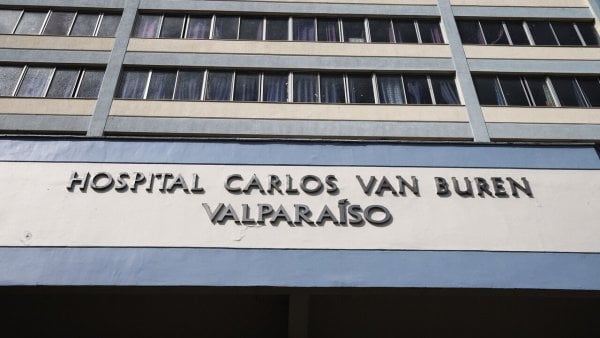 HOSPITAL CARLOS VAN BUREN
VALPARAÍSO